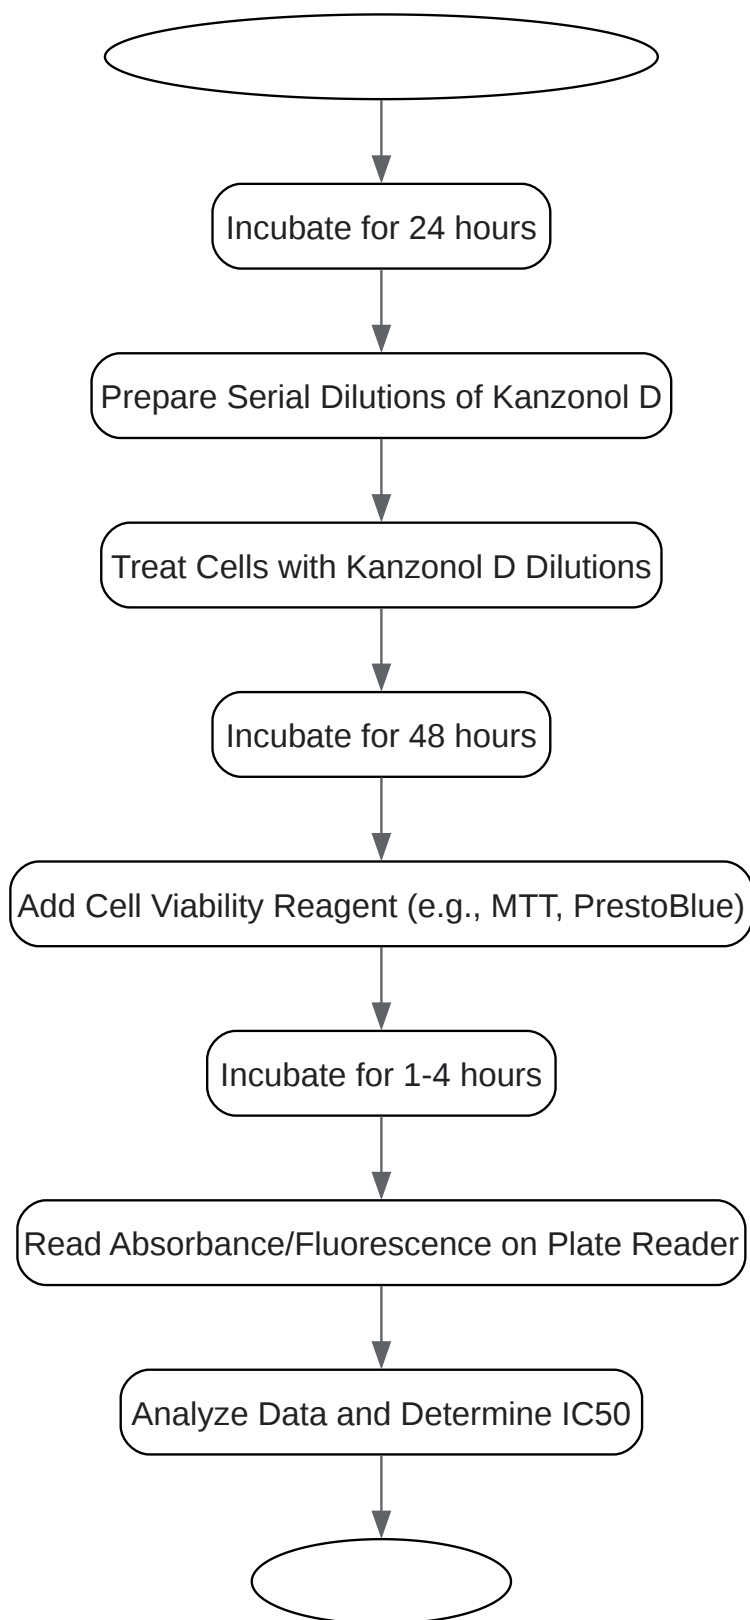 Incubate for 24 hours
Prepare Serial Dilutions of Kanzonol D
Treat Cells with Kanzonol D Dilutions
Incubate for 48 hours
Add Cell Viability Reagent (e.g., MTT, PrestoBlue)
Incubate for 1-4 hours
Read Absorbance/Fluorescence on Plate Reader
Analyze Data and Determine IC50